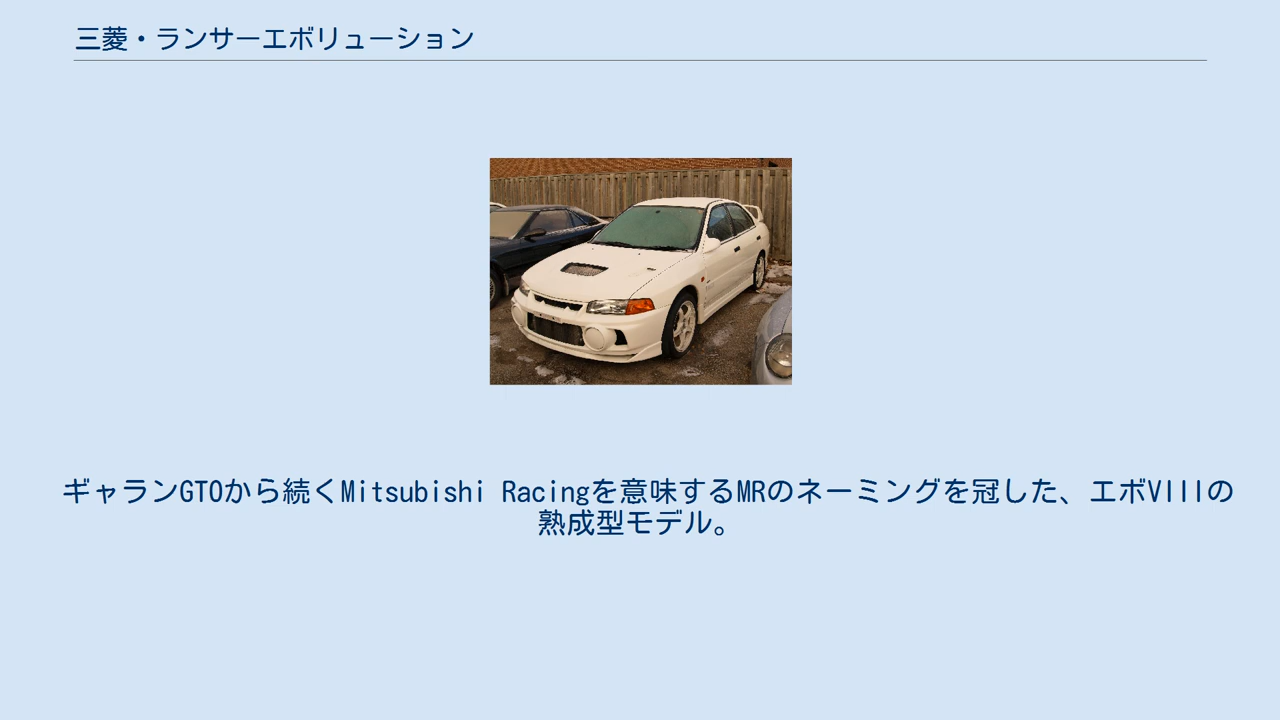 三菱・ランサーエボリューション
ギャランGTOから続くMitsubishi Racingを意味するMRのネーミングを冠した、エボVIIIの
熟成型モデル。